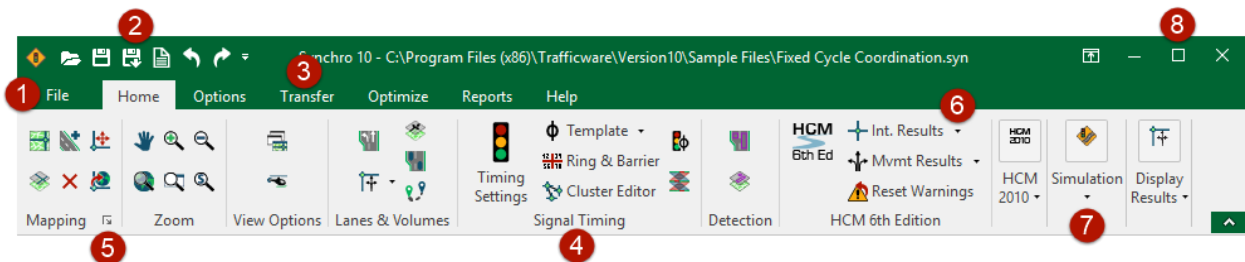 2
8
Synchro 10 - C:\Program Files (x86)\Trafficware\Version10\Sample Files\Fixed Cycle Coordination.syn
3
1 File Home Options Transfer Optimize Reports Help
6
Φ Template
HCM 6th Ed
Int. Results
HCM 2010
Timing Settings
Ring & Barrier
Mvmt Results
HCM 2010
Simulation
Display Results
Cluster Editor
Reset Warnings
Mapping Zoom View Options Lanes & Volumes Signal Timing Detection HCM 6th Edition
5
4
7